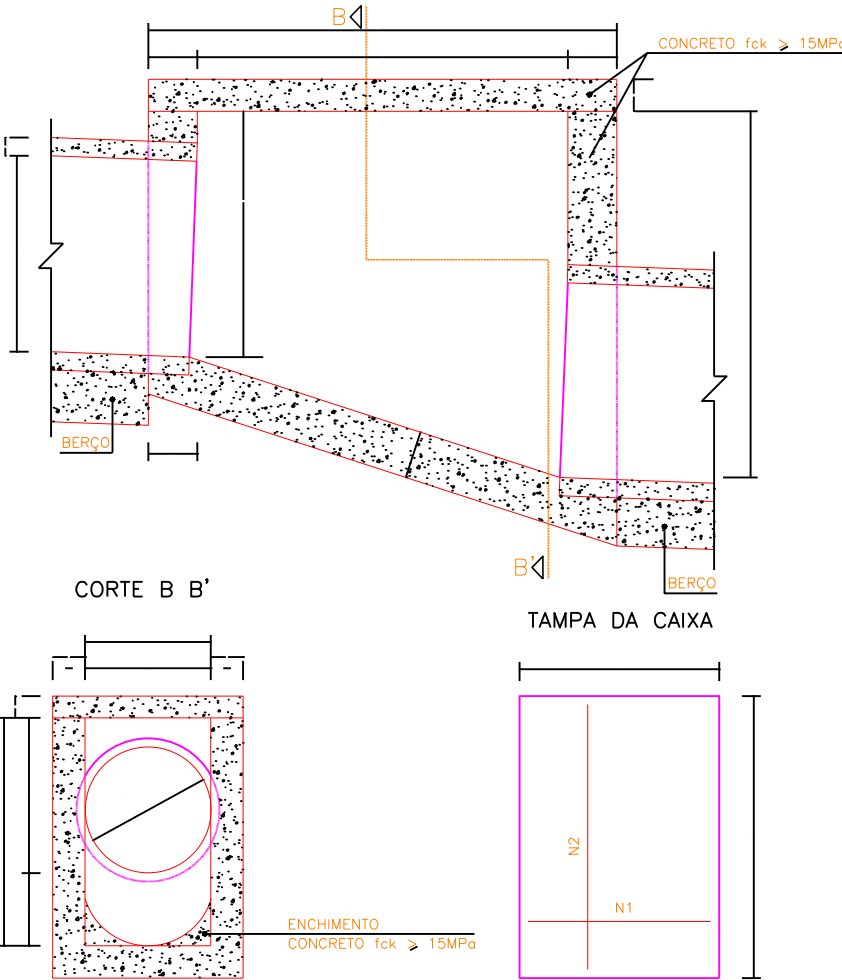 B
CONCRETO fck ≥ 15MPa
BERÇO
B'
BERÇO
CORTE B B'
TAMPA DA CAIXA
N2
N1
ENCHIMENTO
CONCRETO fck ≥ 15MPa